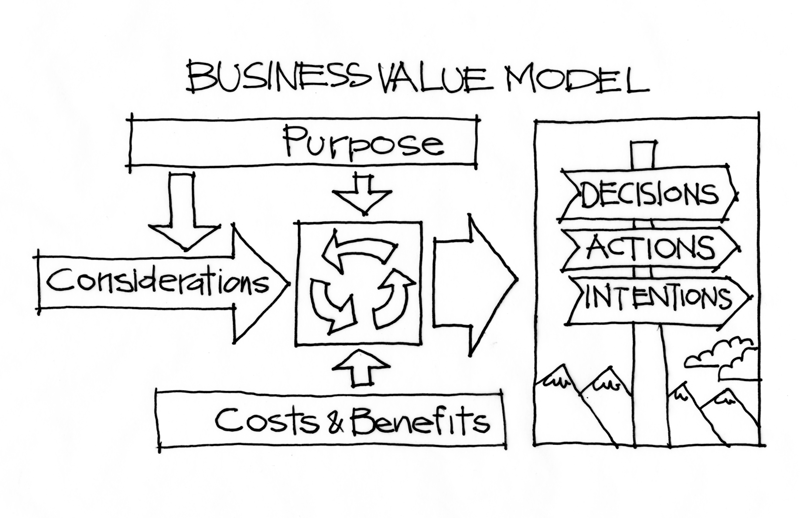 BUSINESS VALUE MODEL
Purpose
Considerations
Costs & Benefits
DECISIONS
ACTIONS
INTENTIONS